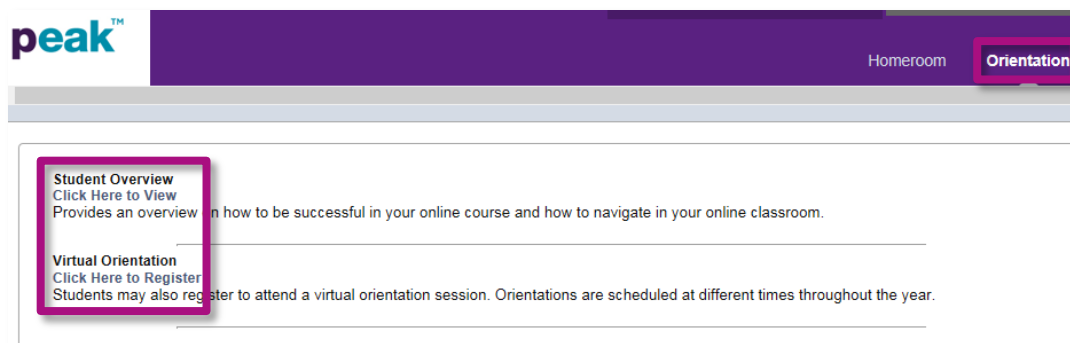 peak™
Homeroom Orientation
Student Overview
Click Here to View
Provides an overview on how to be successful in your online course and how to navigate in your online classroom.
Virtual Orientation
Click Here to Register
Students may also register to attend a virtual orientation session. Orientations are scheduled at different times throughout the year.